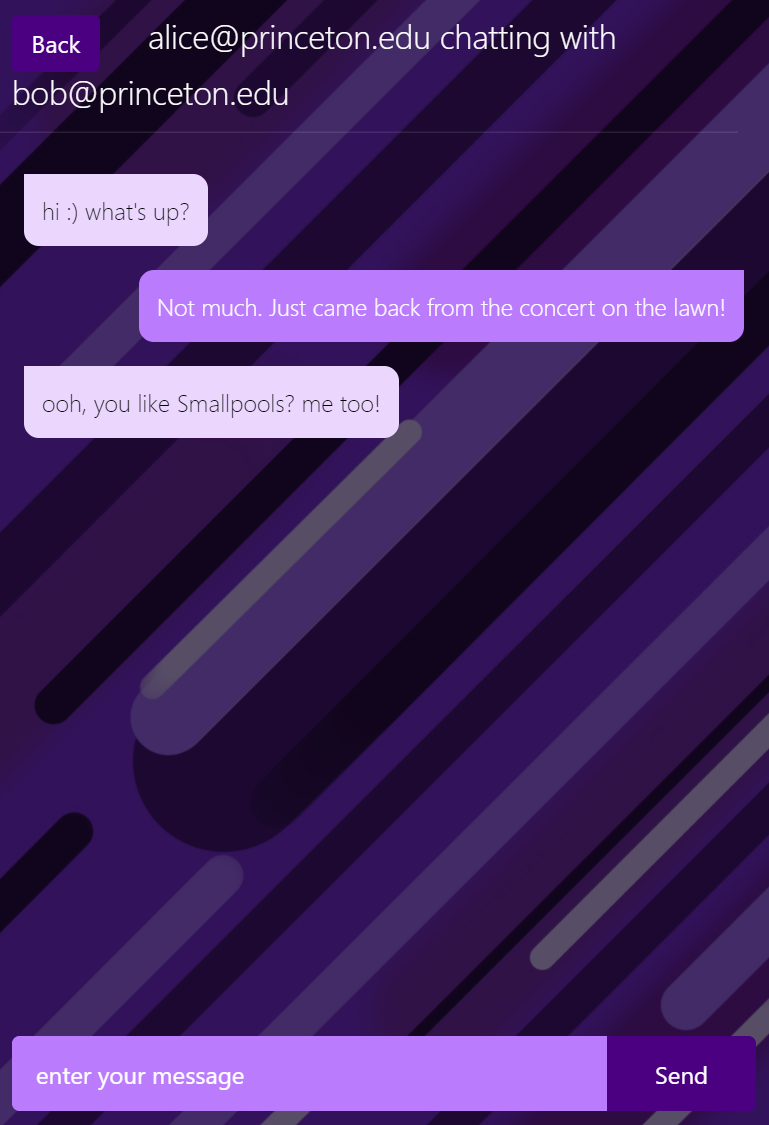 Back
alice@princeton.edu chatting with
bob@princeton.edu
hi :) what's up?
Not much. Just came back from the concert on the lawn!
ooh, you like Smallpools? me too!
enter your message
Send